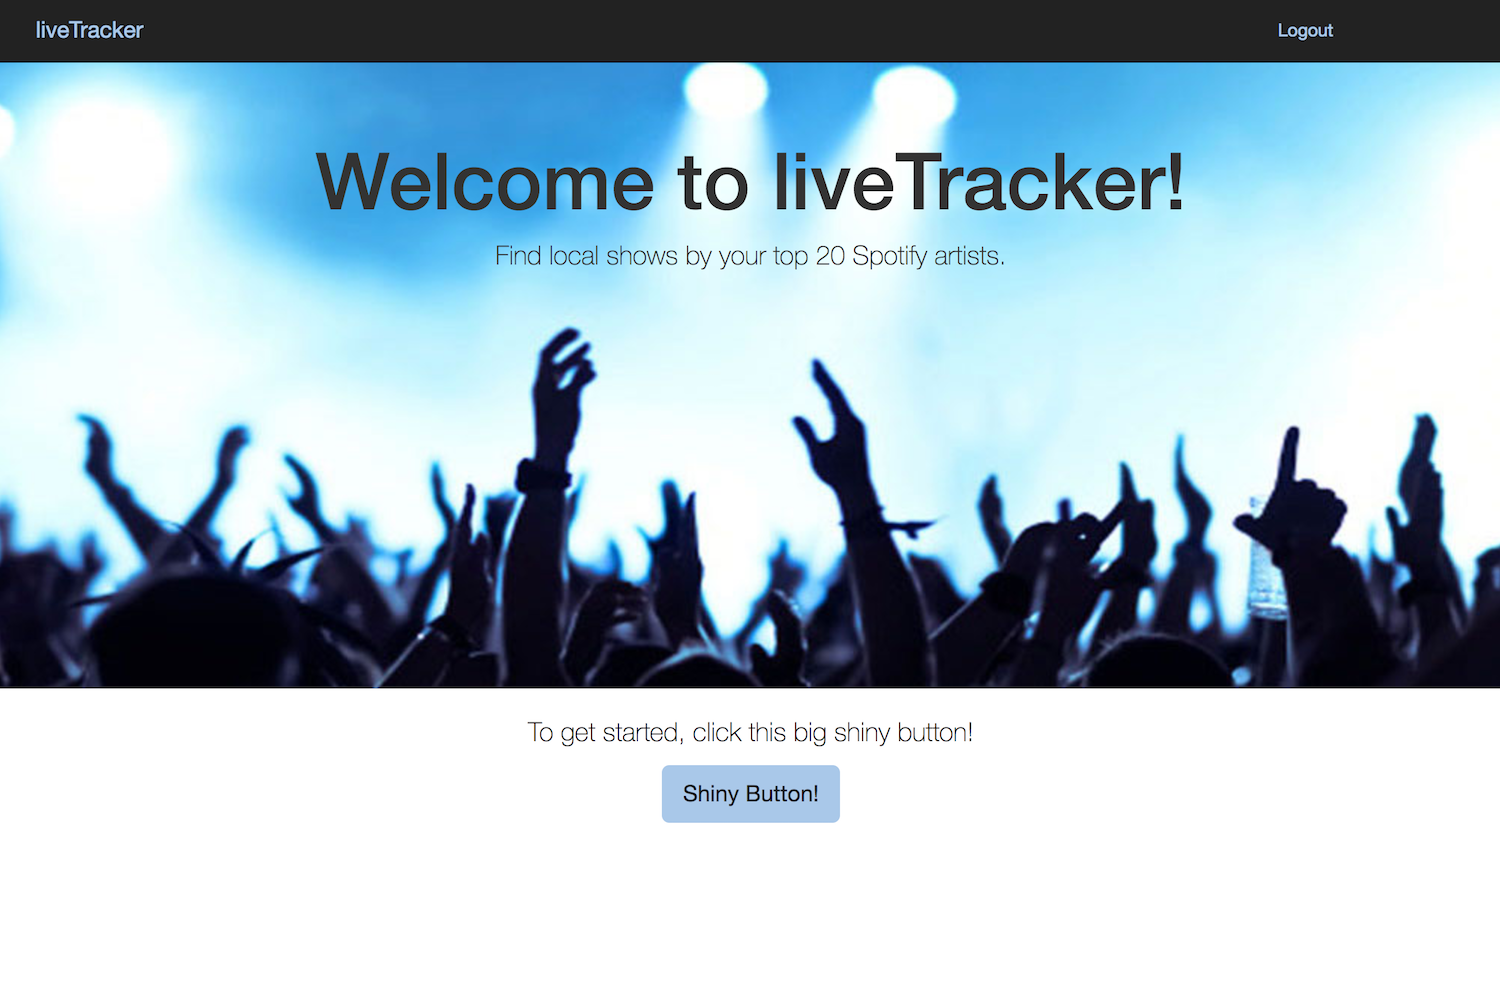 liveTracker
Logout
Welcome to liveTracker!
Find local shows by your top 20 Spotify artists.
To get started, click this big shiny button!
Shiny Button!